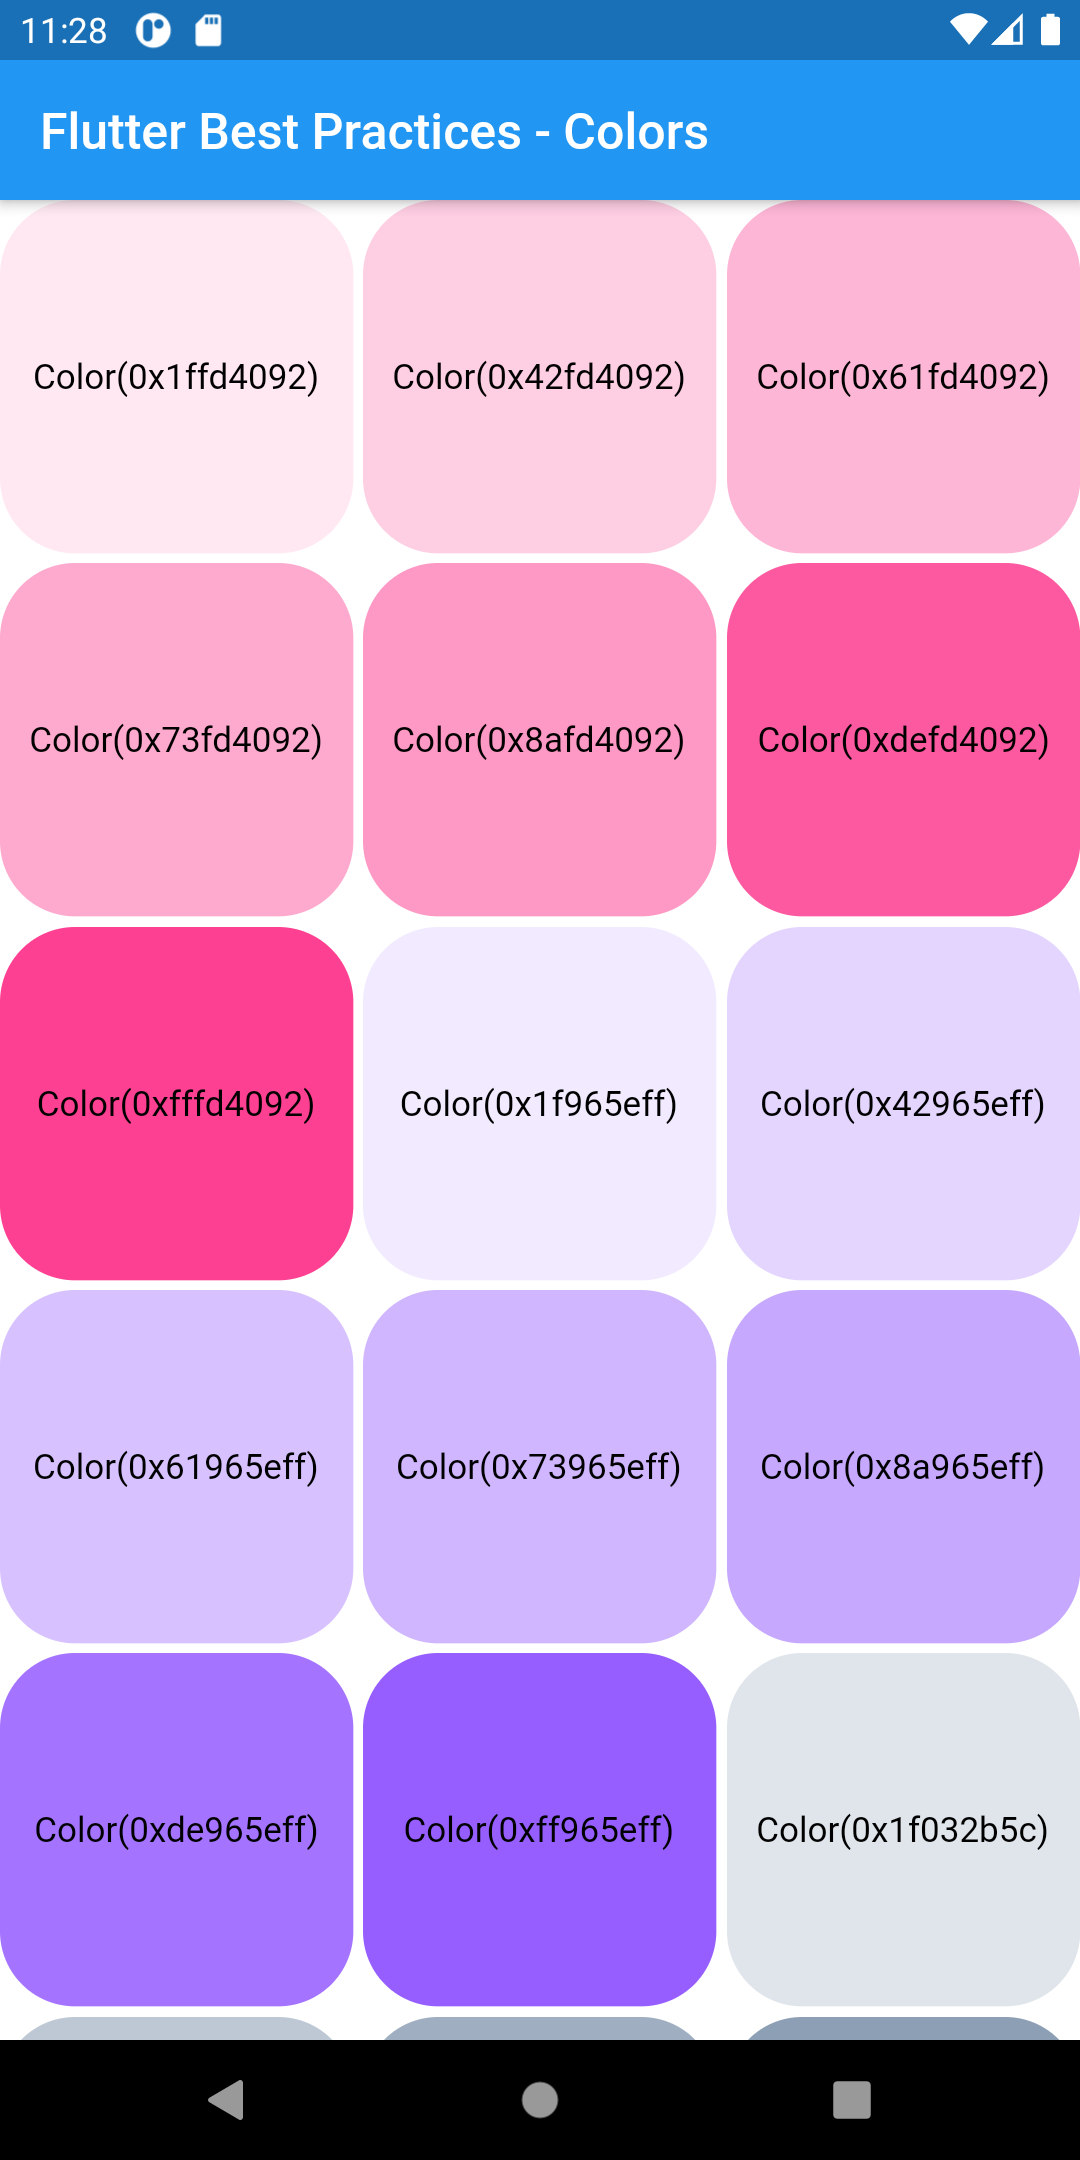 11:28
Flutter Best Practices - Colors
Color(0x1ffd4092)
Color(0x42fd4092)
Color(0x61fd4092)
Color(0x73fd4092)
Color(0x8afd4092)
Color(0xdefd4092)
Color(0xfffd4092)
Color(0x1f965eff)
Color(0x42965eff)
Color(0x61965eff)
Color(0x73965eff)
Color(0x8a965eff)
Color(0xde965eff)
Color(0xff965eff)
Color(0x1f032b5c)